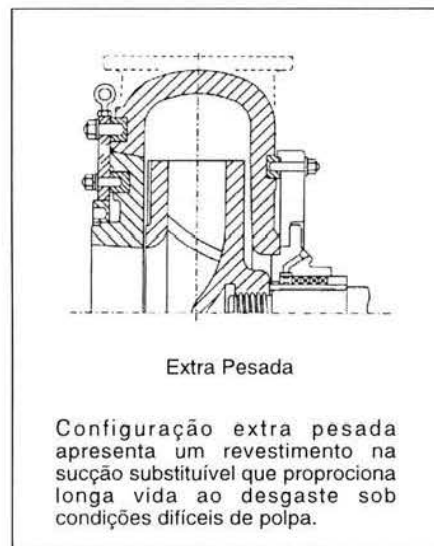 Extra Pesada
Configuração extra pesada
apresenta um revestimento na
sucção substituível que proprociona
longa vida ao desgaste sob
condições difíceis de polpa.